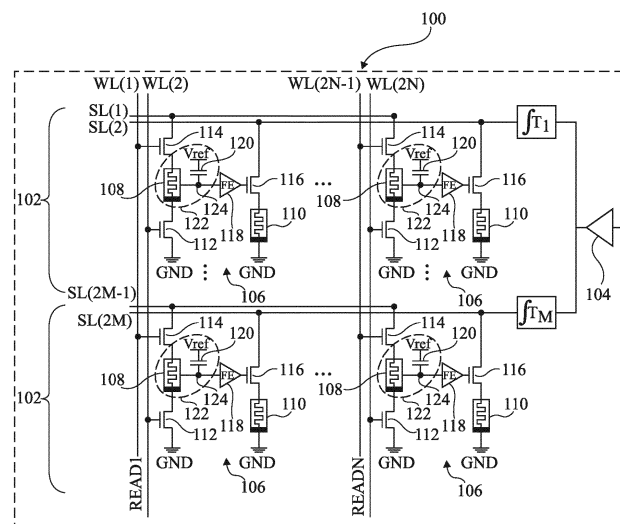 100
WL(1) WL(2) WL(2N-1) WL(2N)
SL(1)
SL(2)
114 120 114 120
∫T1
Vref Vref
108 116 108 116
102 FE ... FE
124 110 124 110
122 118 122 118
112 112
104
GND GND GND GND
106 106
SL(2M-1)
SL(2M)
114 120 114 120
∫TM
Vref Vref
108 116 108 116
102 FE ... FE
124 110 124 110
122 118 122 118
112 112
GND GND GND GND
READ1 106 READN 106